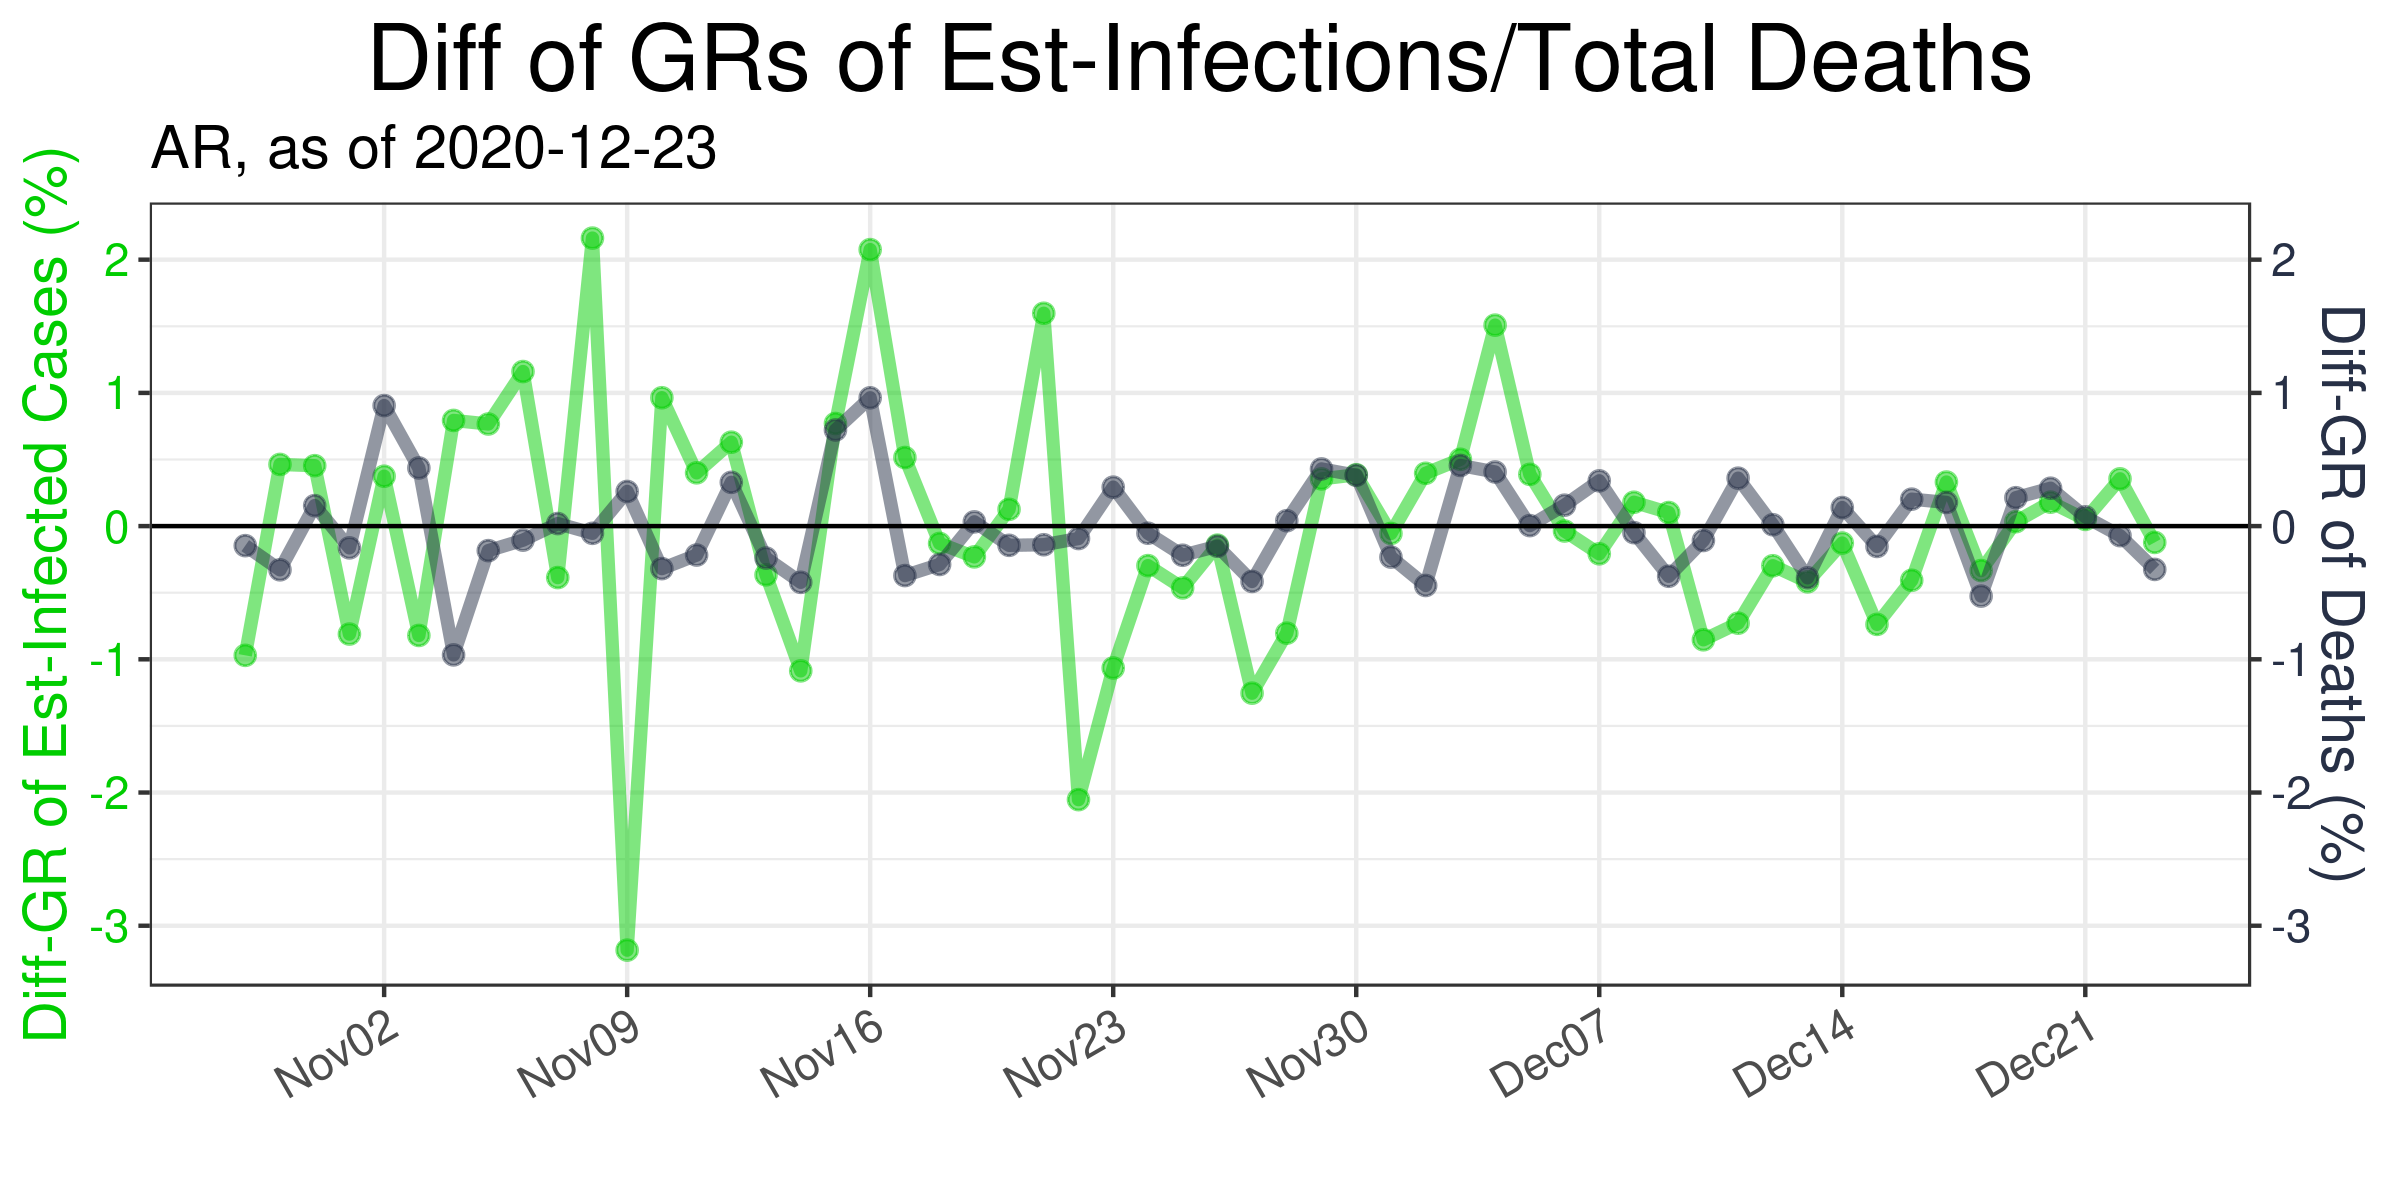 Diff of GRs of Est-Infections/Total Deaths
AR, as of 2020-12-23
Diff-GR of Est-Infected Cases (%)
2
1
0
-1
-2
-3
2
1
0
-1
-2
-3
Diff-GR of Deaths (%)
Nov02
Nov09
Nov16
Nov23
Nov30
Dec07
Dec14
Dec21